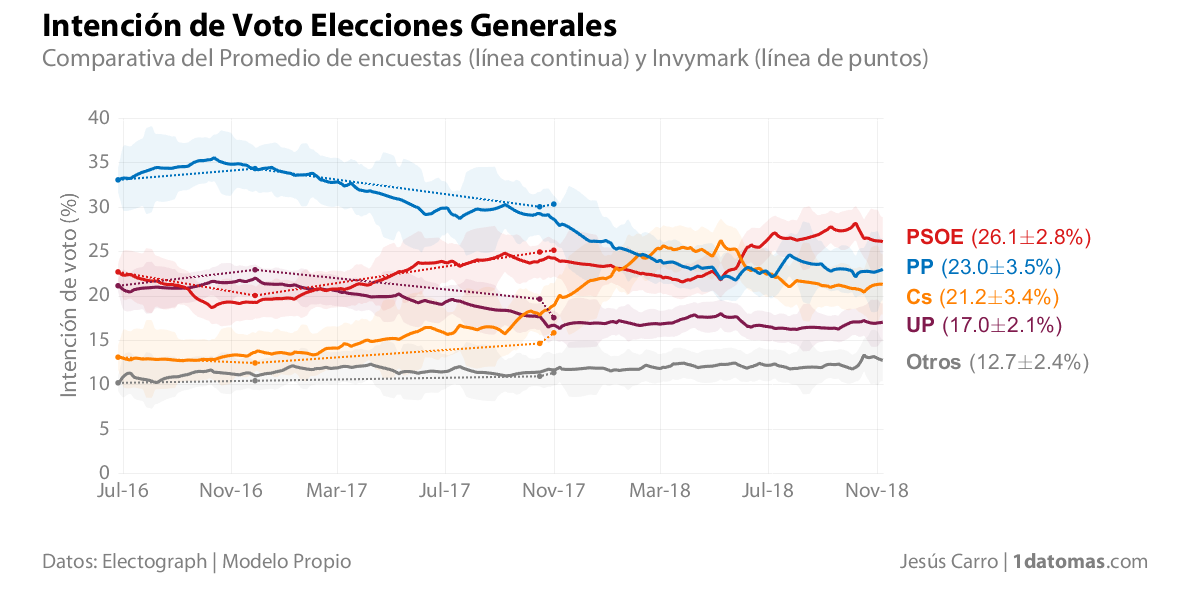 Intención de Voto Elecciones Generales
Comparativa del Promedio de encuestas (línea continua) y Invymark (línea de puntos)
Intención de voto (%)
40
35
30
25
20
15
10
5
0
Jul-16 Nov-16 Mar-17 Jul-17 Nov-17 Mar-18 Jul-18 Nov-18
PSOE (26.1±2.8%)
PP (23.0±3.5%)
Cs (21.2±3.4%)
UP (17.0±2.1%)
Otros (12.7±2.4%)
Datos: Electograph | Modelo Propio
Jesús Carro | 1datomas.com